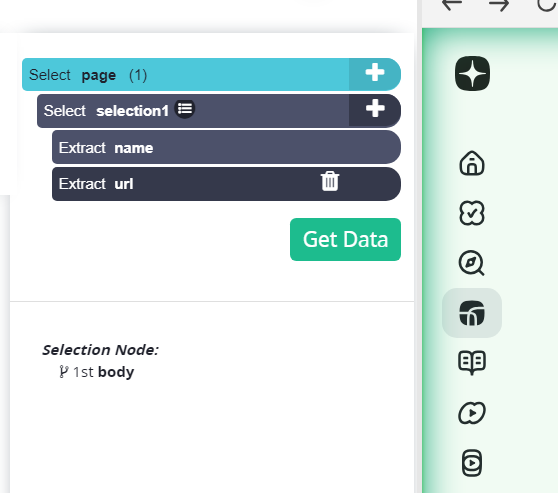 Select page (1)
Select selection1
Extract name
Extract url
Get Data
Selection Node:
1st body